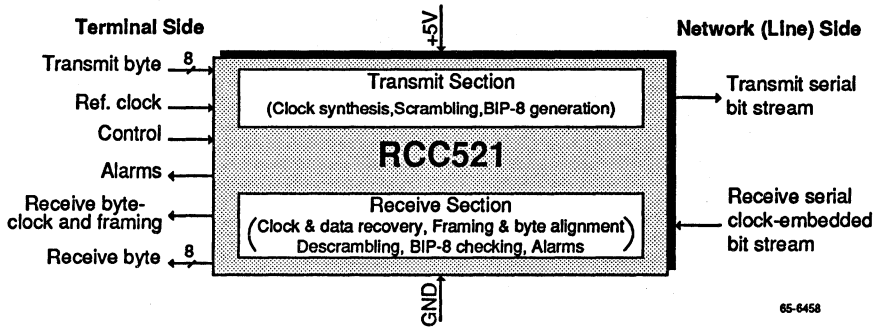 Terminal Side
+5V
Network (Line) Side
Transmit byte
8
Ref. clock
Control
Alarms
Receive byte-
clock and framing
Receive byte
8
Transmit Section
(Clock synthesis,Scrambling,BIP-8 generation)
RCC521
Receive Section
(Clock & data recovery, Framing & byte alignment
Descrambling, BIP-8 checking, Alarms)
Transmit serial
bit stream
Receive serial
clock-embedded
bit stream
GND
65-6458